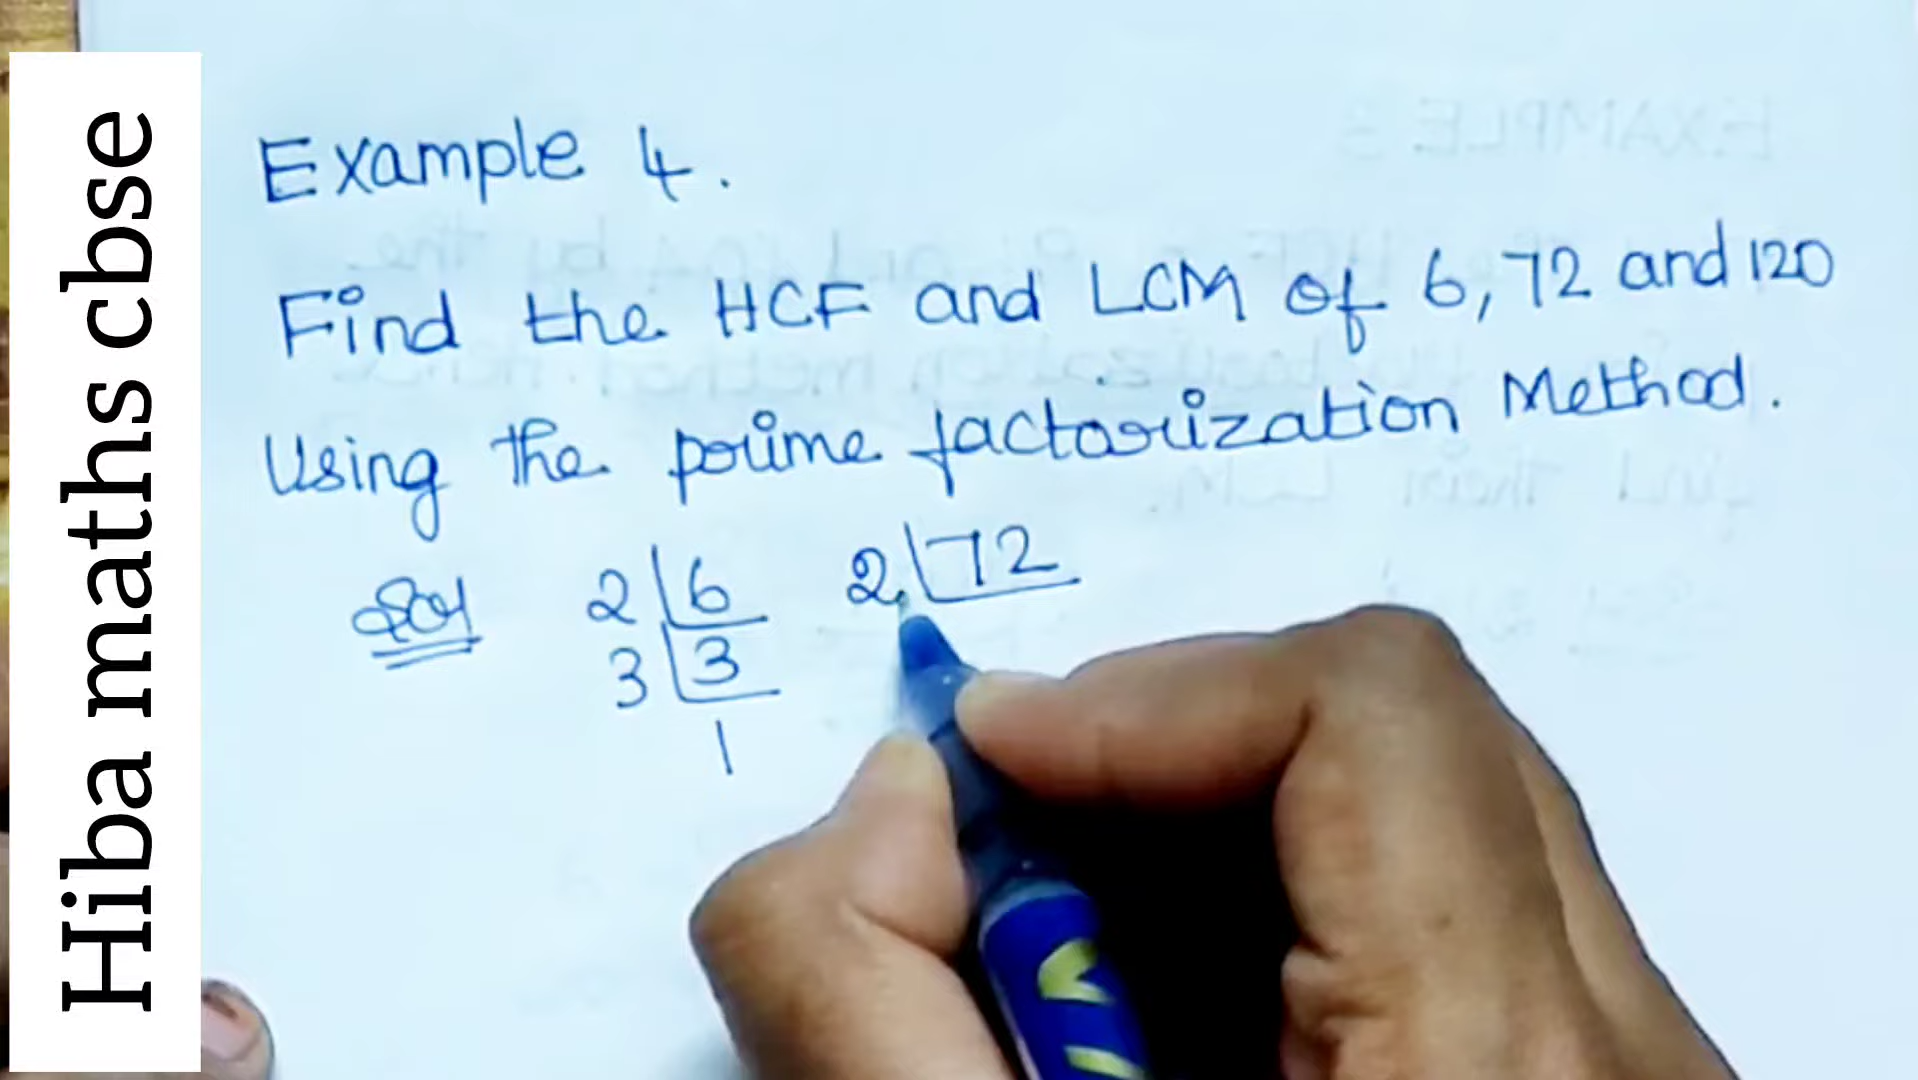 Hiba maths cbse
Example 4.
Find the HCF and LCM of 6, 72 and 120
Using the prime factorization Method.
Sol 2 6 2 72
3 3
1